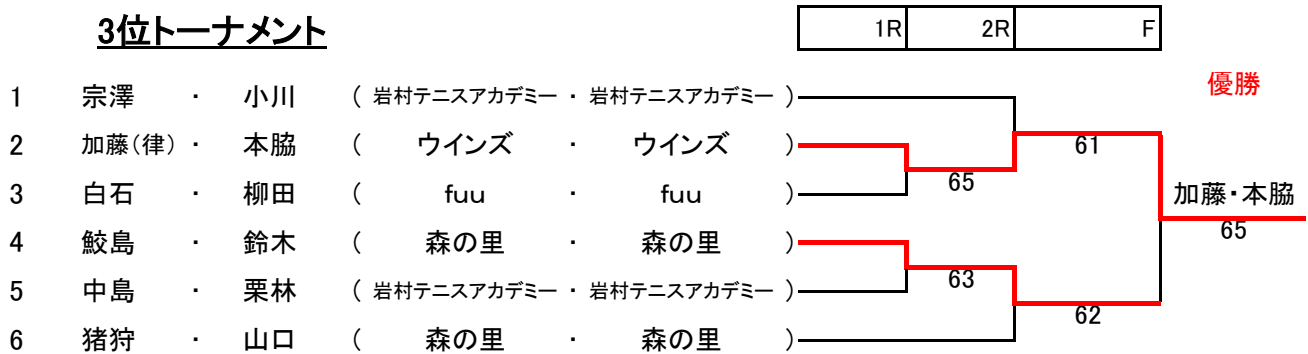 3位トーナメント
1R 2R F
優勝
1 宗澤 ・ 小川 ( 岩村テニスアカデミー ・ 岩村テニスアカデミー )
2 加藤(律) ・ 本脇 ( ウインズ ・ ウインズ )
61
65
3 白石 ・ 柳田 ( fuu ・ fuu )
加藤・本脇
65
4 鮫島 ・ 鈴木 ( 森の里 ・ 森の里 )
63
5 中島 ・ 栗林 ( 岩村テニスアカデミー ・ 岩村テニスアカデミー )
62
6 猪狩 ・ 山口 ( 森の里 ・ 森の里 )